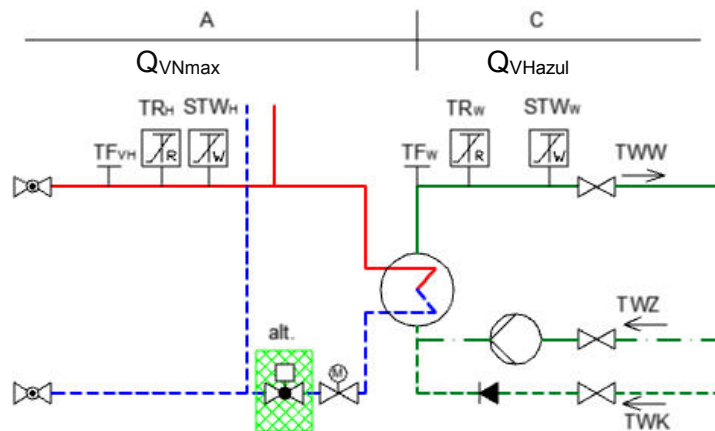 A C
QVNmax QVHazul
TRH STWH TRW STWW
TFVH R W TFW R W TWW
TWZ
alt.
M
TWK